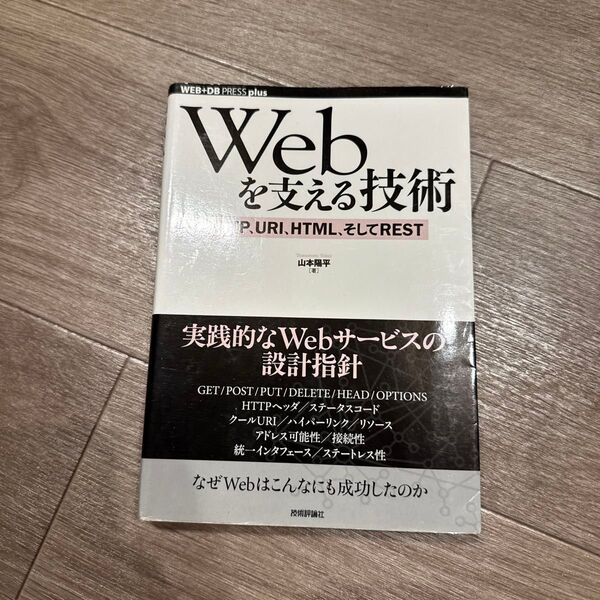 WEB+DB PRESS plus
Web
を支える技術
P、URI、HTML、そしてREST
山本陽平
[著]
実践的なWebサービスの
設計指針
GET/POST/PUT/DELETE/HEAD/OPTIONS
HTTPヘッダ/ステータスコード
クールURI/ハイパーリンク/リソース
アドレス可能性/接続性
統一インタフェース/ステートレス性
なぜWebはこんなにも成功したのか
技術評論社